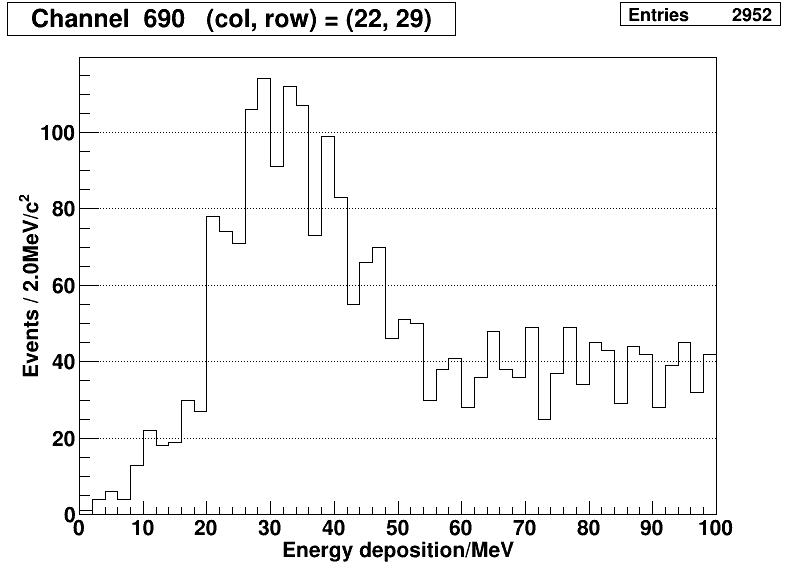 Channel 690 (col, row) = (22, 29)
Entries 2952
Events / 2.0MeV/c²
100
80
60
40
20
0
0 10 20 30 40 50 60 70 80 90 100
Energy deposition/MeV